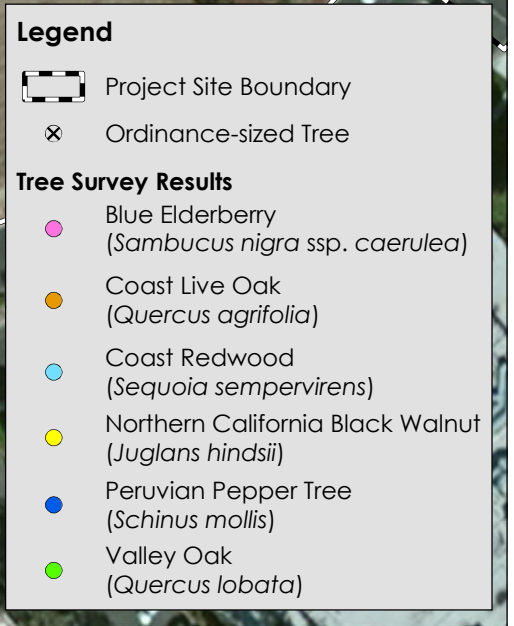 Legend
Project Site Boundary
Ordinance-sized Tree
Tree Survey Results
Blue Elderberry
(Sambucus nigra ssp. caerulea)
Coast Live Oak
(Quercus agrifolia)
Coast Redwood
(Sequoia sempervirens)
Northern California Black Walnut
(Juglans hindsii)
Peruvian Pepper Tree
(Schinus mollis)
Valley Oak
(Quercus lobata)